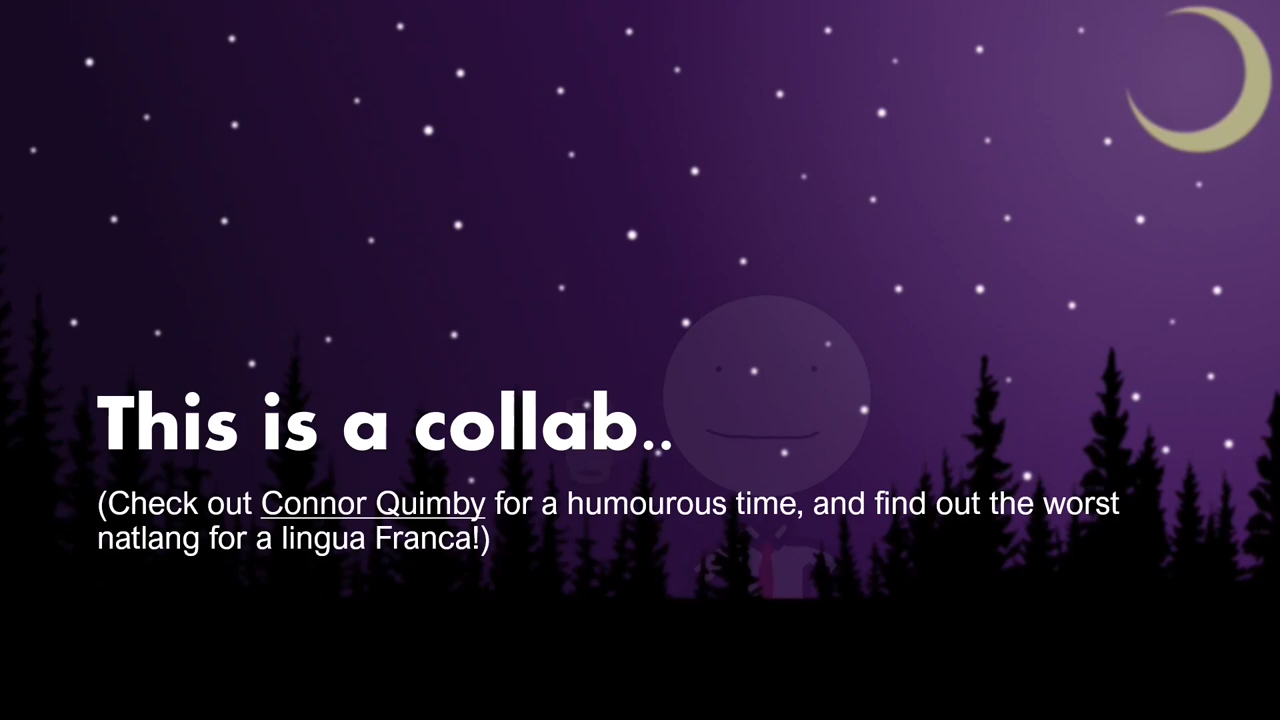 This is a collab..
(Check out Connor Quimby for a humourous time, and find out the worst
natlang for a lingua Franca!)